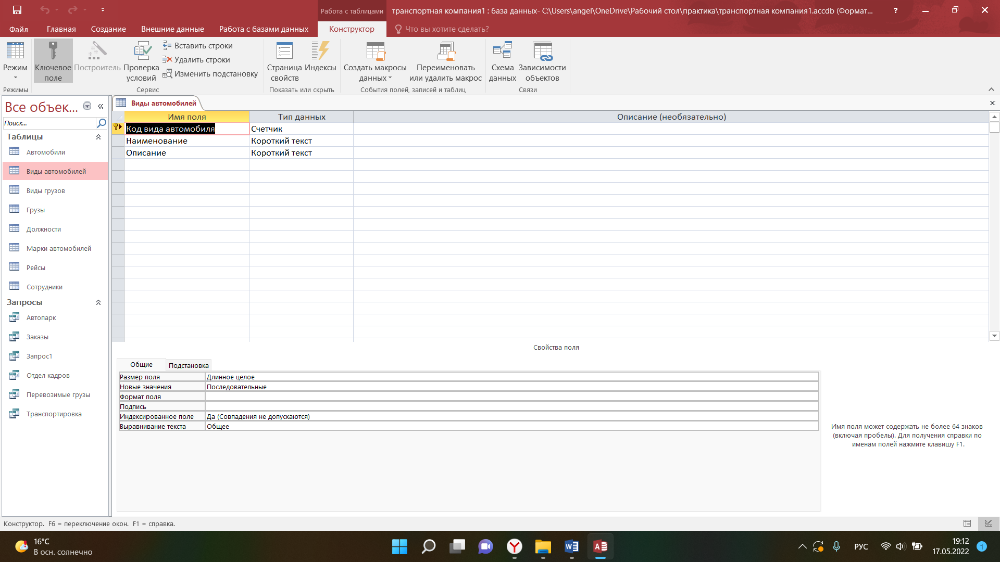 Работа с таблицами
транспортная компания1 : база данных- C:\Users\angel\OneDrive\Рабочий стол\практика\транспортная компания1.accdb (Формат...
?
Файл
Главная
Создание
Внешние данные
Работа с базами данных
Конструктор
Что вы хотите сделать?
Режим
Ключевое поле
Построитель
Проверка условий
Вставить строки
Удалить строки
Изменить подстановку
Страница свойств
Индексы
Создать макросы данных
Переименовать или удалить макрос
Схема данных
Зависимости объектов
Режимы
Сервис
Показать или скрыть
События полей, записей и таблиц
Связи
Все объек...
Поиск...
Таблицы
Автомобили
Виды автомобилей
Виды грузов
Грузы
Должности
Марки автомобилей
Рейсы
Сотрудники
Запросы
Автопарк
Заказы
Запрос1
Отдел кадров
Перевозимые грузы
Транспортировка
Виды автомобилей
Имя поля Тип данных Описание (необязательно)
Код вида автомобиля Счетчик
Наименование Короткий текст
Описание Короткий текст
Свойства поля
Общие Подстановка
Размер поля Длинное целое
Новые значения Последовательные
Формат поля
Подпись
Индексированное поле Да (Совпадения не допускаются)
Выравнивание текста Общее
Имя поля может содержать не более 64 знаков
(включая пробелы). Для получения справки по
именам полей нажмите клавишу F1.
Конструктор. F6 = переключение окон. F1 = справка.
16°C
В осн. солнечно
РУС
19:12
17.05.2022
1